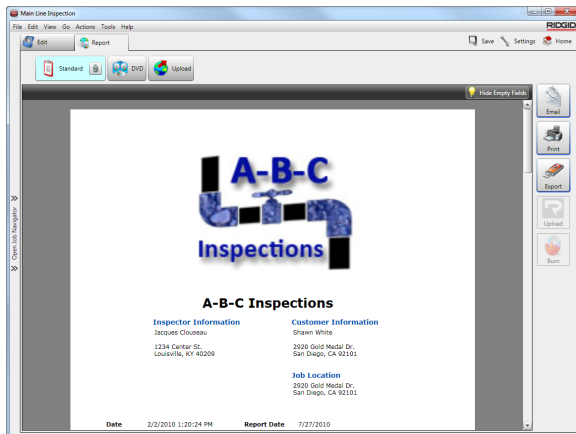 Main Line Inspection
File Edit View Go Actions Tools Help
RIDGID
Edit
Report
Save
Settings
Home
Standard
DVD
Upload
Hide Empty Fields
Email
Print
Export
Upload
Burn
Open Job Navigator
A-B-C
Inspections
A-B-C Inspections
Inspector Information
Jacques Clouseau
1234 Center St.
Louisville, KY 40209
Customer Information
Shawn White
2920 Gold Medal Dr.
San Diego, CA 92101
Job Location
2920 Gold Medal Dr.
San Diego, CA 92101
Date 2/2/2010 1:20:24 PM Report Date 7/27/2010